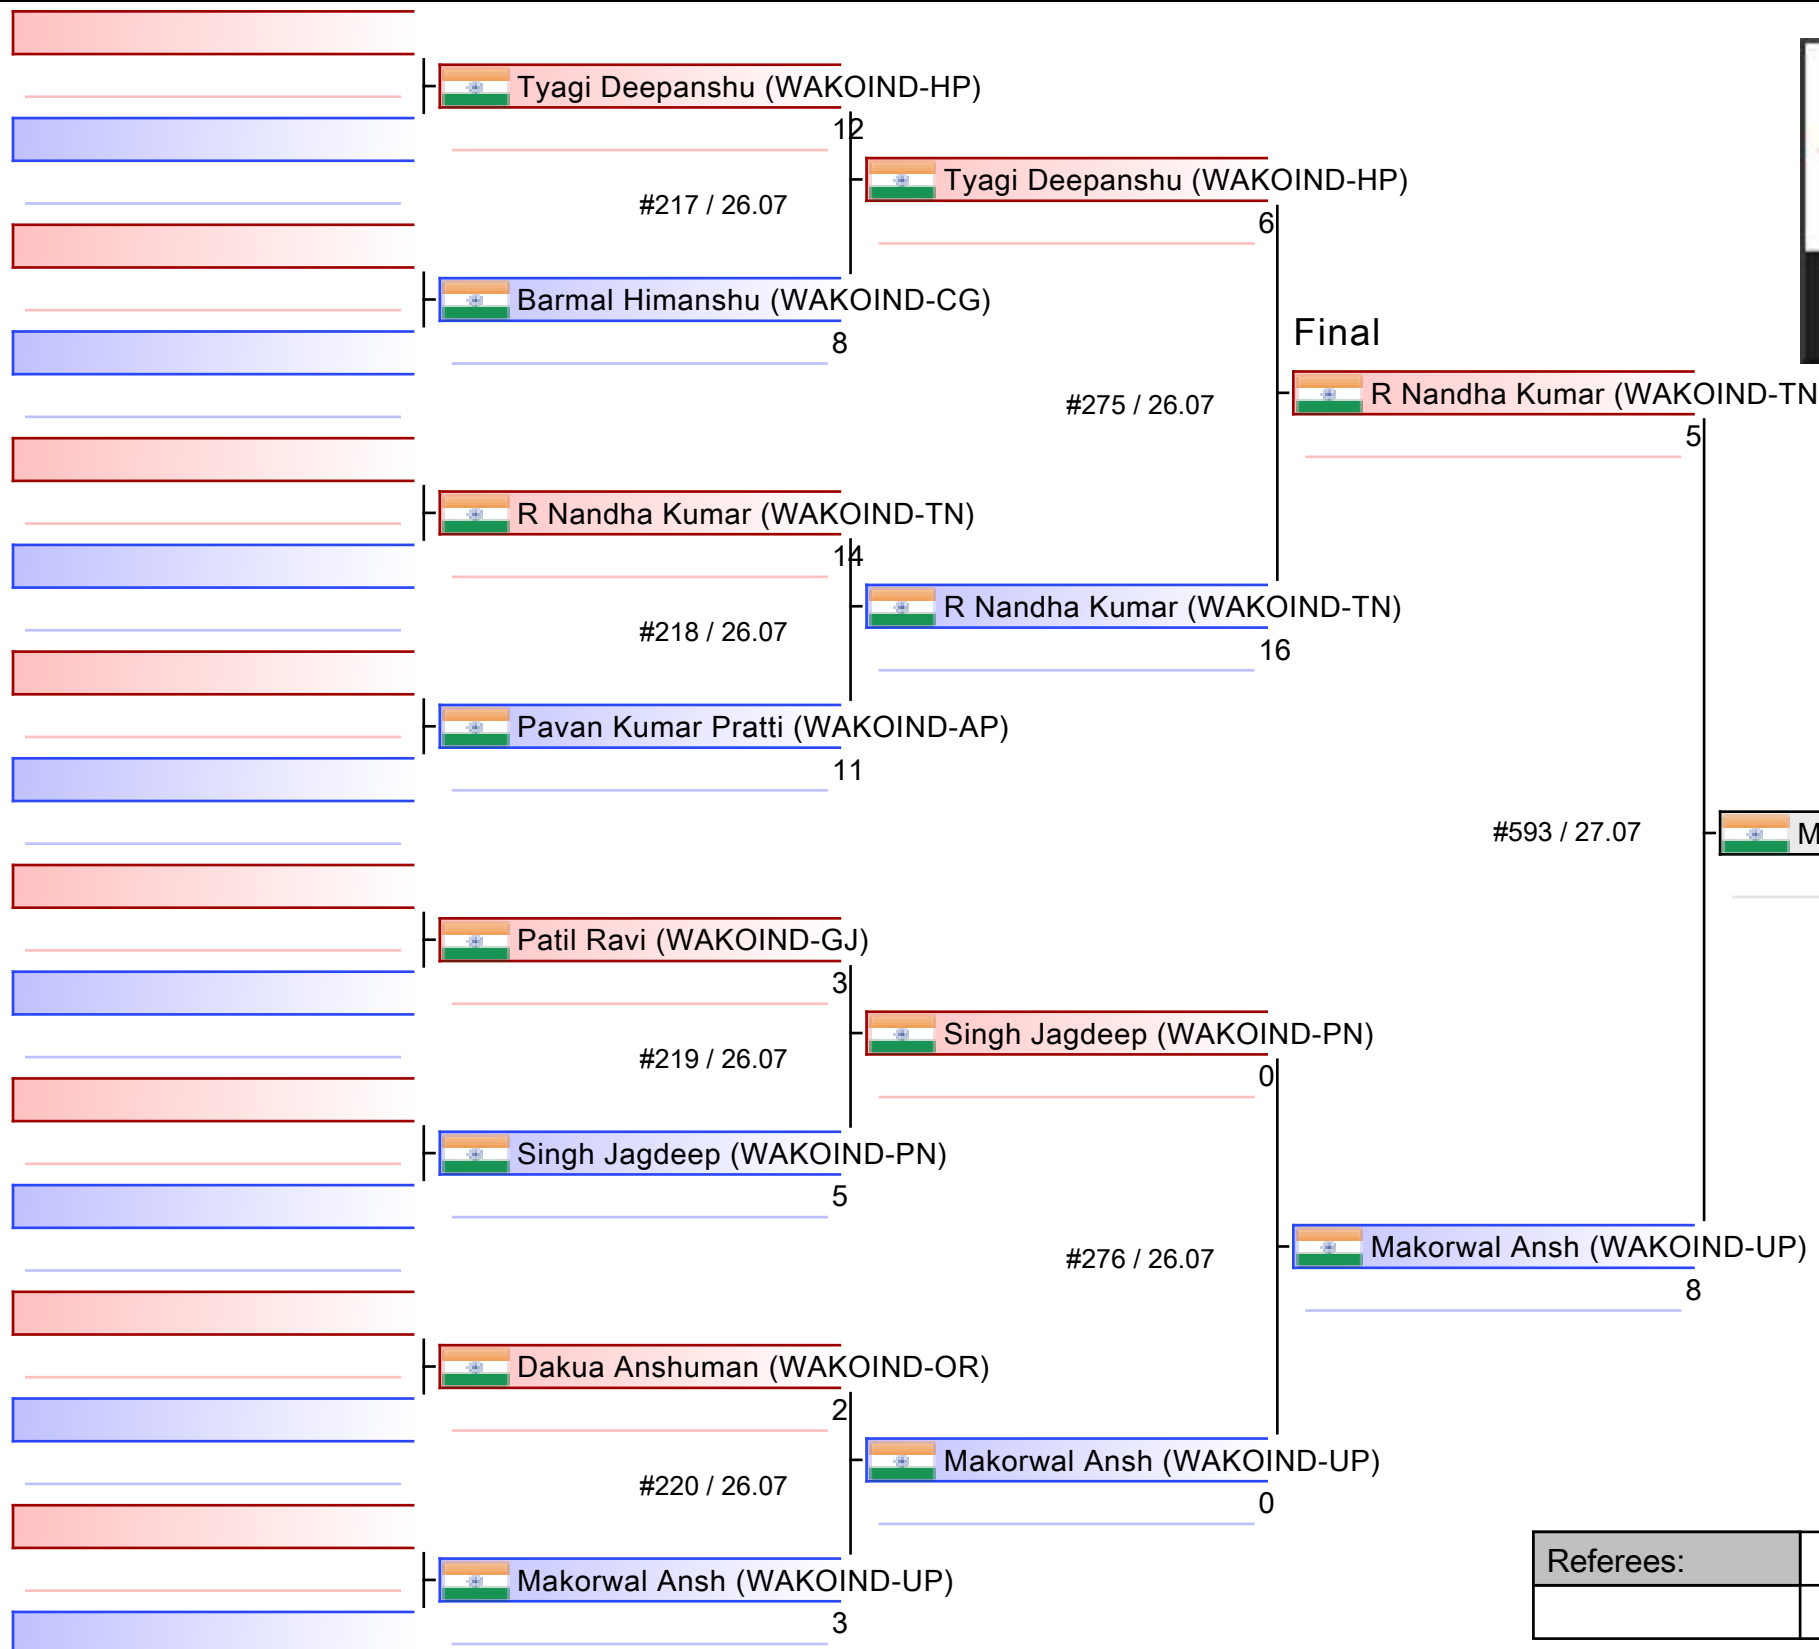 Tyagi Deepanshu (WAKOIND-HP)
12
Tyagi Deepanshu (WAKOIND-HP)
#217 / 26.07
6
Barmal Himanshu (WAKOIND-CG)
8
Final
R Nandha Kumar (WAKOIND-TN
#275 / 26.07
5
R Nandha Kumar (WAKOIND-TN)
14
R Nandha Kumar (WAKOIND-TN)
#218 / 26.07
16
Pavan Kumar Pratti (WAKOIND-AP)
11
#593 / 27.07
M
Patil Ravi (WAKOIND-GJ)
3
Singh Jagdeep (WAKOIND-PN)
#219 / 26.07
0
Singh Jagdeep (WAKOIND-PN)
5
Makorwal Ansh (WAKOIND-UP)
#276 / 26.07
8
Dakua Anshuman (WAKOIND-OR)
2
Makorwal Ansh (WAKOIND-UP)
#220 / 26.07
0
Makorwal Ansh (WAKOIND-UP)
3
Referees: